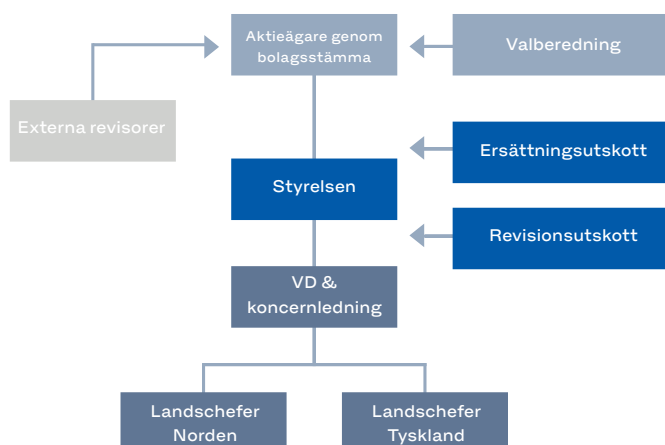 Aktieägare genom
bolagsstämma
Valberedning
Externa revisorer
Ersättningsutskott
Styrelsen
Revisionsutskott
VD &
koncernledning
Landschefer
Norden
Landschefer
Tyskland